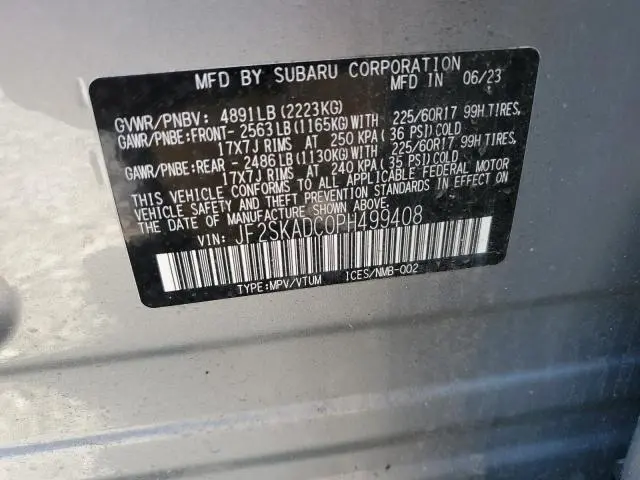 MFD BY SUBARU CORPORATION
MFD IN 06/23
GVWR/PNBV: 4891LB(2223KG)
GAWR/PNBE:FRONT- 2563LB(1165KG)WITH 225/60R17 99H TIRES,
17X7J RIMS AT 250 KPA(36 PSI)COLD
GAWR/PNBE:REAR - 2486LB(1130KG)WITH 225/60R17 99H TIRES,
17X7J RIMS AT 240 KPA(35 PSI)COLD
THIS VEHICLE CONFORMS TO ALL APPLICABLE FEDERAL MOTOR
VEHICLE SAFETY AND THEFT PREVENTION STANDARDS IN EFFECT ON
THE DATE OF MANUFACTURE SHOWN ABOVE.
VIN: JF2SKADC0PH499408
TYPE:MPV/VTUM ICES/NMB-002